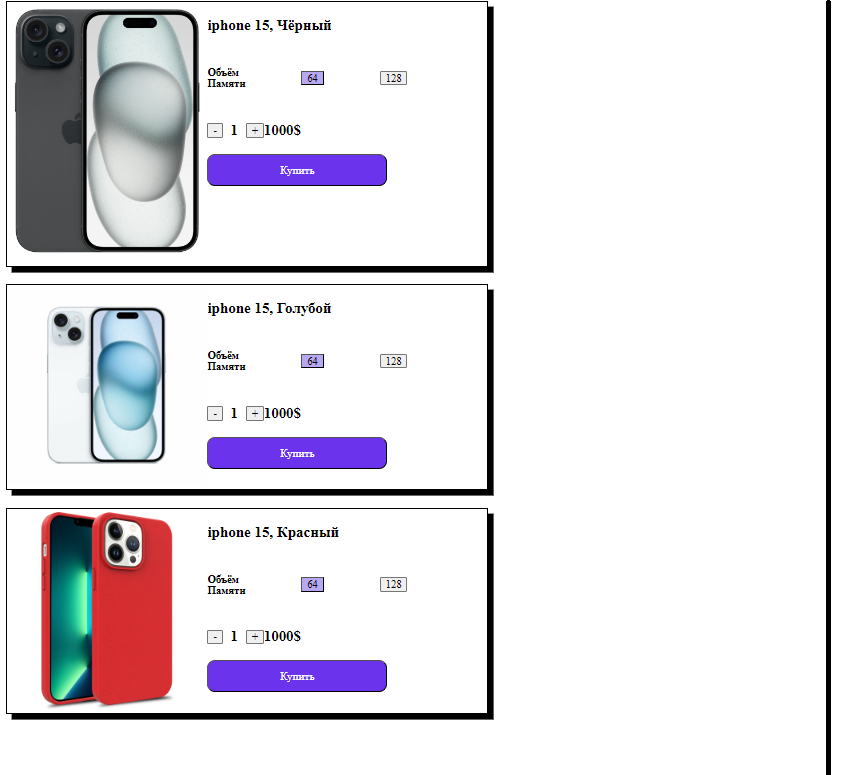 iphone 15, Чёрный
Объём
Памяти
64
128
- 1 +1000$
Купить
iphone 15, Голубой
Объём
Памяти
64
128
- 1 +1000$
Купить
iphone 15, Красный
Объём
Памяти
64
128
- 1 +1000$
Купить